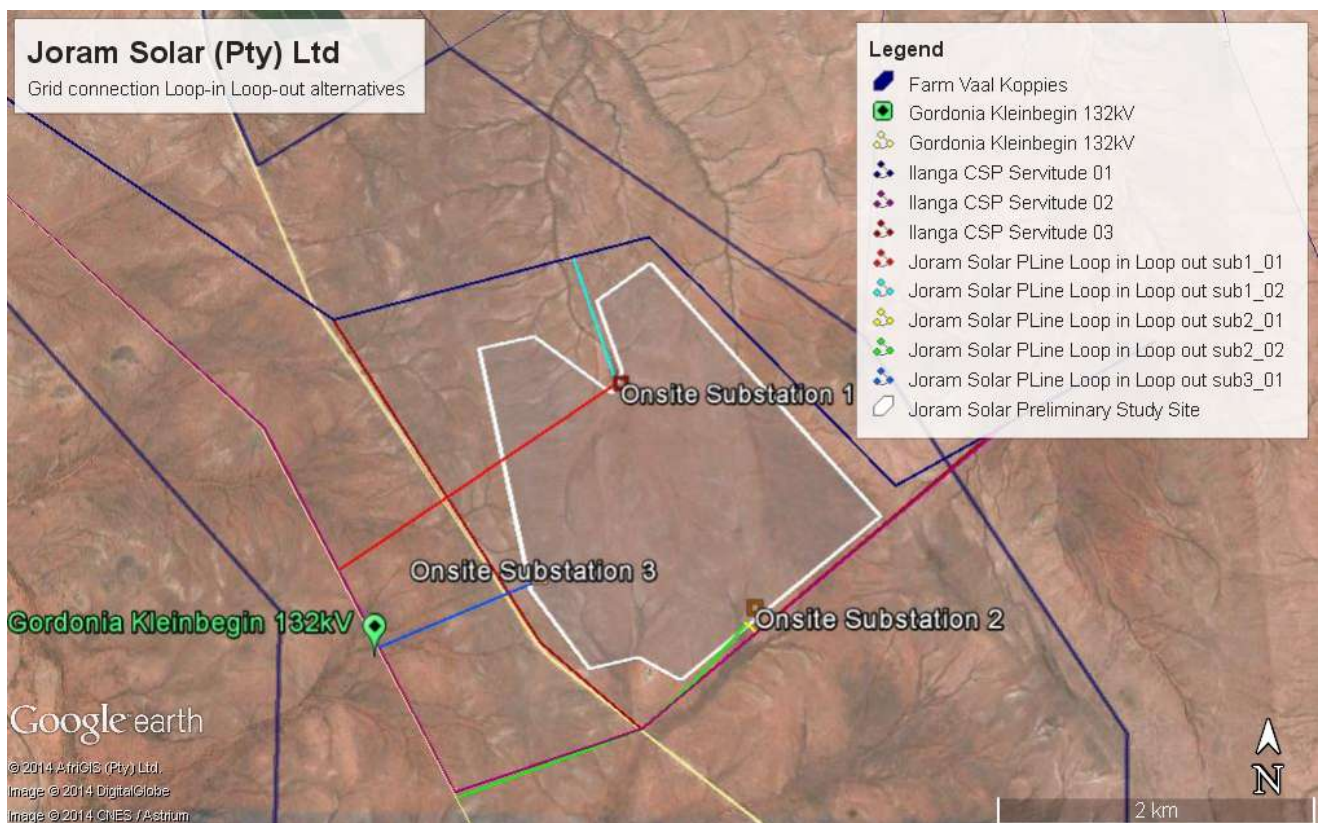 Joram Solar (Pty) Ltd
Grid connection Loop-in Loop-out alternatives
Legend
Farm Vaal Koppies
Gordonia Kleinbegin 132kV
Gordonia Kleinbegin 132kV
Ilanga CSP Servitude 01
Ilanga CSP Servitude 02
Ilanga CSP Servitude 03
Joram Solar PLine Loop in Loop out sub1_01
Joram Solar PLine Loop in Loop out sub1_02
Joram Solar PLine Loop in Loop out sub2_01
Joram Solar PLine Loop in Loop out sub2_02
Joram Solar PLine Loop in Loop out sub3_01
Joram Solar Preliminary Study Site
Onsite Substation 1
Onsite Substation 3
Gordonia Kleinbegin 132kV
Onsite Substation 2
Google earth
© 2014 AfriGIS (Pty) Ltd.
Image © 2014 DigitalGlobe
Image © 2014 CNES / Astrium
N
2 km